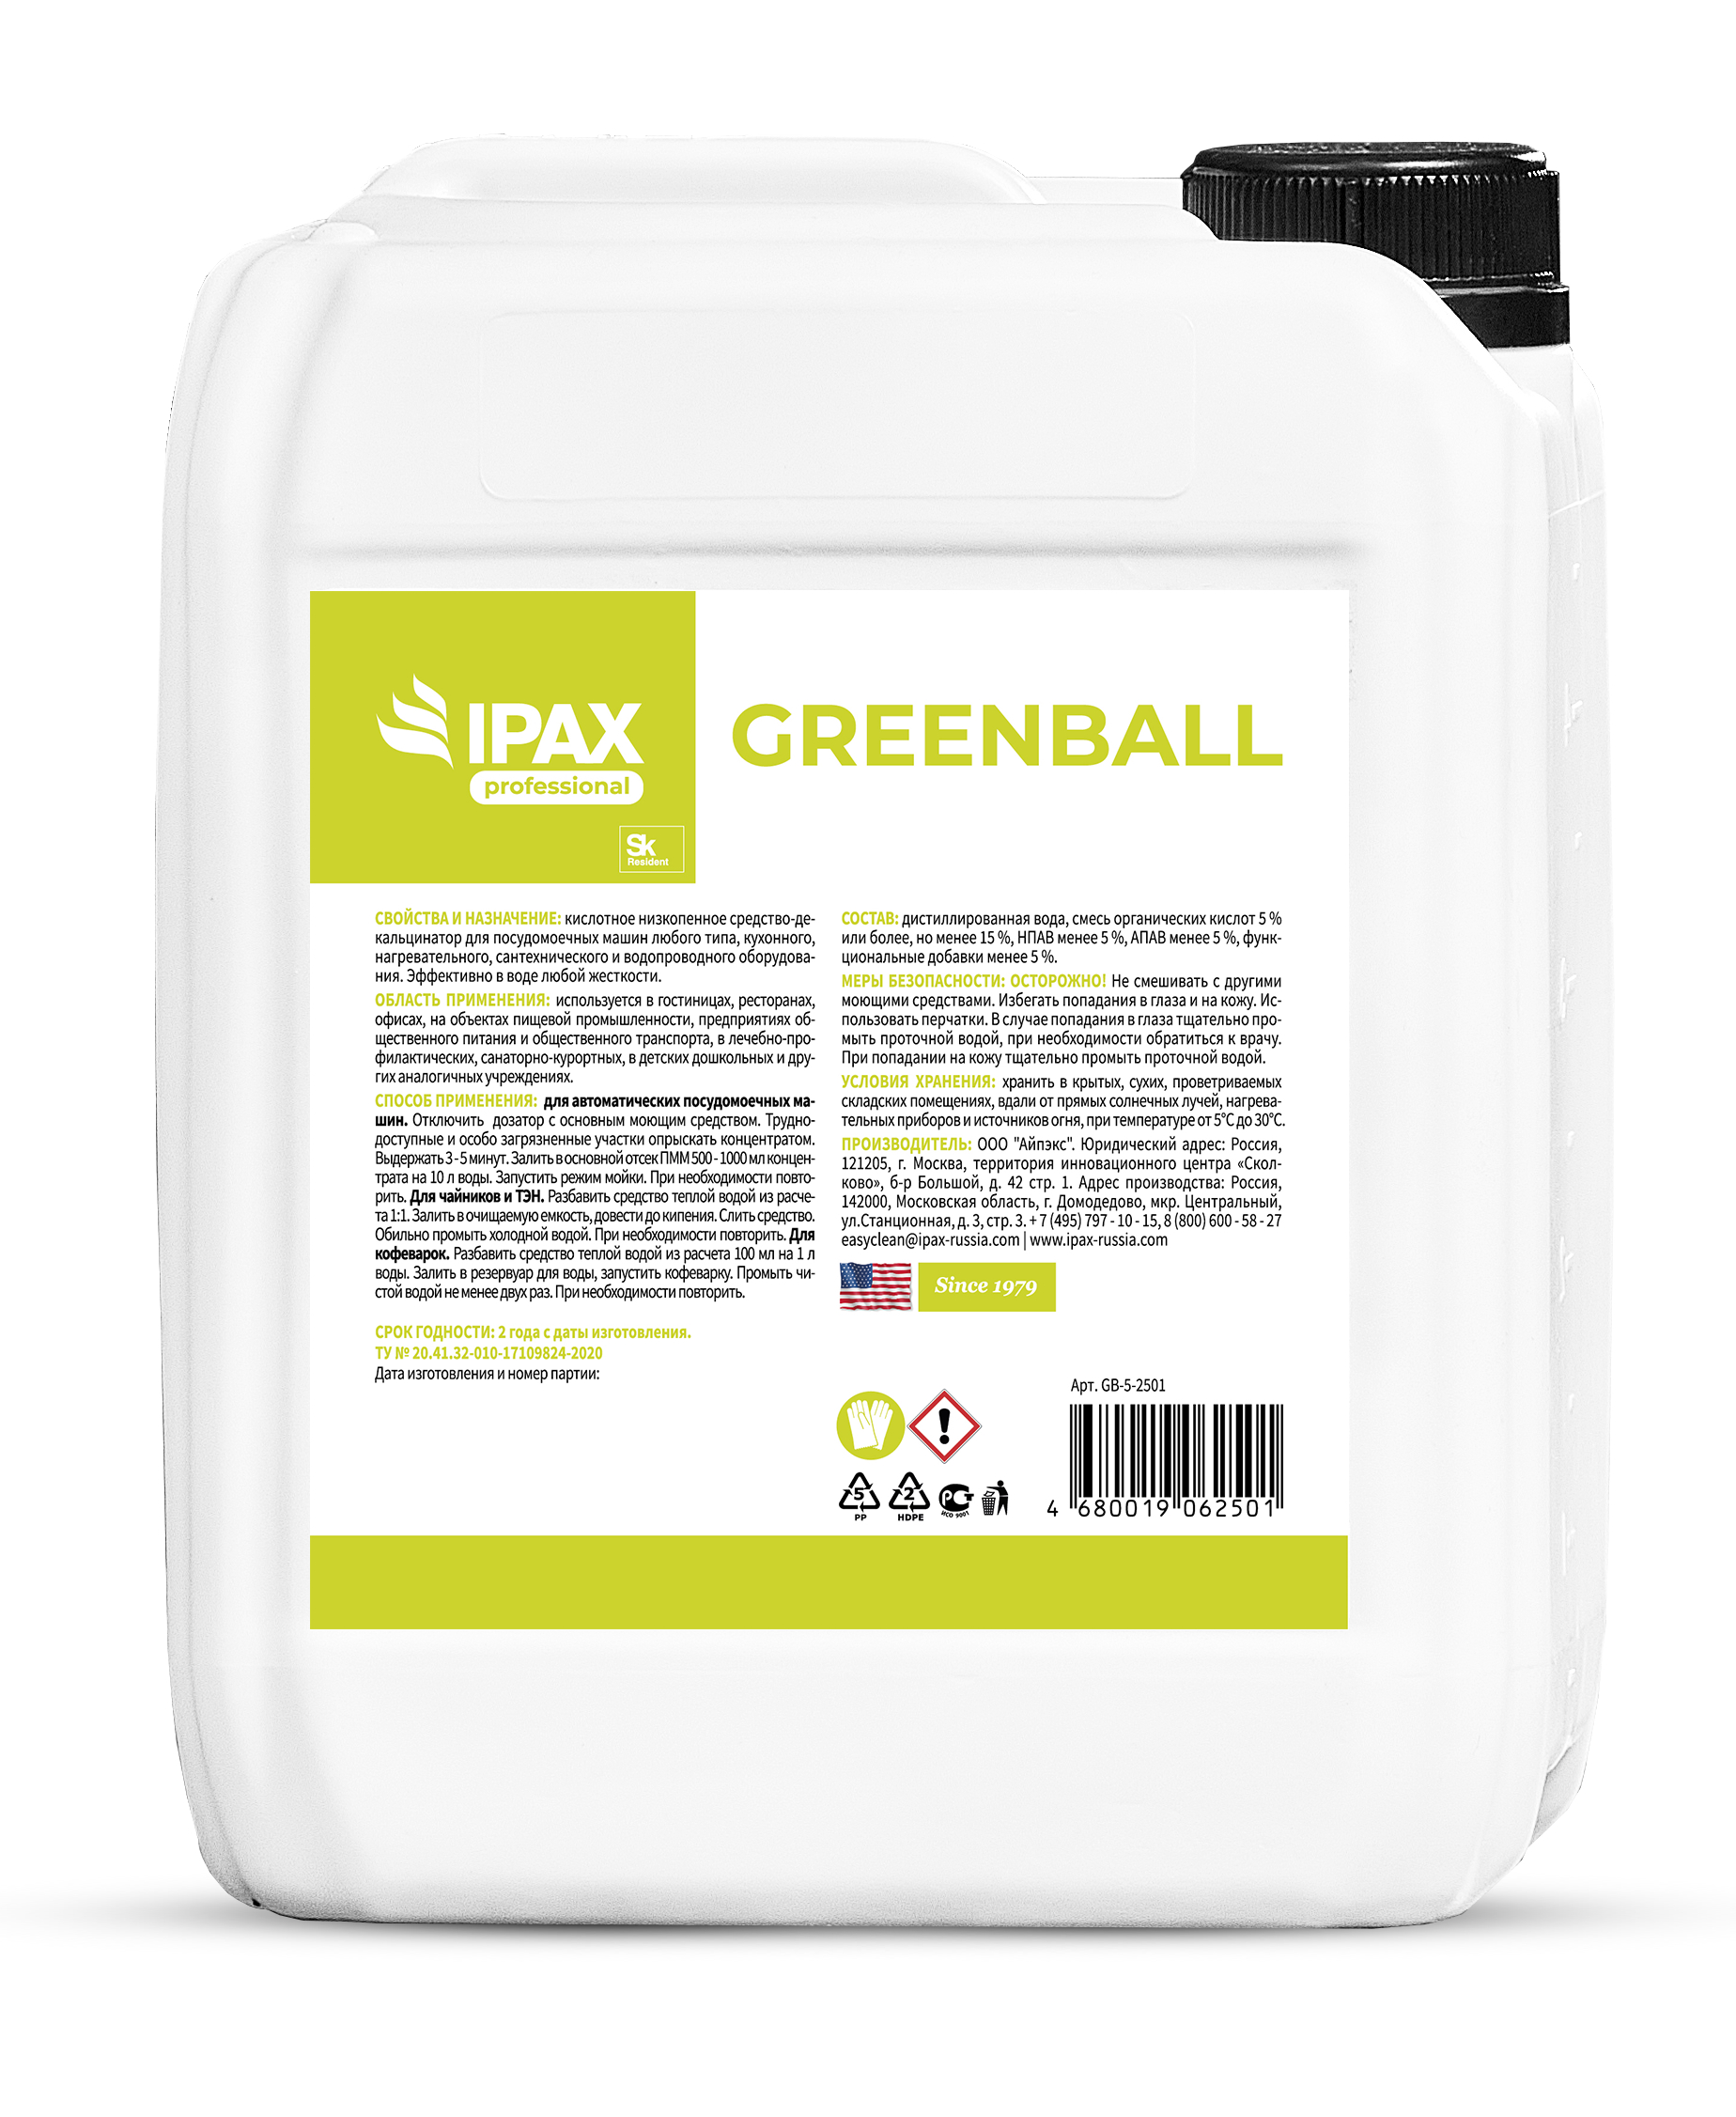 IPAX
professional
Sk
Resident
GREENBALL
СВОЙСТВА И НАЗНАЧЕНИЕ: кислотное низкопенное средство-де-
кальцинатор для посудомоечных машин любого типа, кухонного,
нагревательного, сантехнического и водопроводного оборудова-
ния. Эффективно в воде любой жесткости.
ОБЛАСТЬ ПРИМЕНЕНИЯ: используется в гостиницах, ресторанах,
офисах, на объектах пищевой промышленности, предприятиях об-
щественного питания и общественного транспорта, в лечебно-про-
филактических, санаторно-курортных, в детских дошкольных и дру-
гих аналогичных учреждениях.
СПОСОБ ПРИМЕНЕНИЯ: для автоматических посудомоечных ма-
шин. Отключить дозатор с основным моющим средством. Трудно-
доступные и особо загрязненные участки опрыскать концентратом.
Выдержать 3 - 5 минут. Залить в основной отсек ПММ 500 - 1000 мл концен-
трата на 10 л воды. Запустить режим мойки. При необходимости повто-
рить. Для чайников и ТЭН. Разбавить средство теплой водой из расче-
та 1:1. Залить в очищаемую емкость, довести до кипения. Слить средство.
Обильно промыть холодной водой. При необходимости повторить. Для
кофеварок. Разбавить средство теплой водой из расчета 100 мл на 1 л
воды. Залить в резервуар для воды, запустить кофеварку. Промыть чи-
стой водой не менее двух раз. При необходимости повторить.
СРОК ГОДНОСТИ: 2 года с даты изготовления.
ТУ № 20.41.32-010-17109824-2020
Дата изготовления и номер партии:
СОСТАВ: дистиллированная вода, смесь органических кислот 5 %
или более, но менее 15 %, НПАВ менее 5 %, АПАВ менее 5 %, функ-
циональные добавки менее 5 %.
МЕРЫ БЕЗОПАСНОСТИ: ОСТОРОЖНО! Не смешивать с другими
моющими средствами. Избегать попадания в глаза и на кожу. Ис-
пользовать перчатки. В случае попадания в глаза тщательно про-
мыть проточной водой, при необходимости обратиться к врачу.
При попадании на кожу тщательно промыть проточной водой.
УСЛОВИЯ ХРАНЕНИЯ: хранить в крытых, сухих, проветриваемых
складских помещениях, вдали от прямых солнечных лучей, нагрева-
тельных приборов и источников огня, при температуре от 5°С до 30°С.
ПРОИЗВОДИТЕЛЬ: ООО "Айпэкс". Юридический адрес: Россия,
121205, г. Москва, территория инновационного центра «Скол-
ково», б-р Большой, д. 42 стр. 1. Адрес производства: Россия,
142000, Московская область, г. Домодедово, мкр. Центральный,
ул.Станционная, д. 3, стр. 3. + 7 (495) 797 - 10 - 15, 8 (800) 600 - 58 - 27
easyclean@ipax-russia.com | www.ipax-russia.com
Since 1979
Арт. GB-5-2501
5
PP
2
HDPE
РСТ
ИСО 9001
4 680019 062501